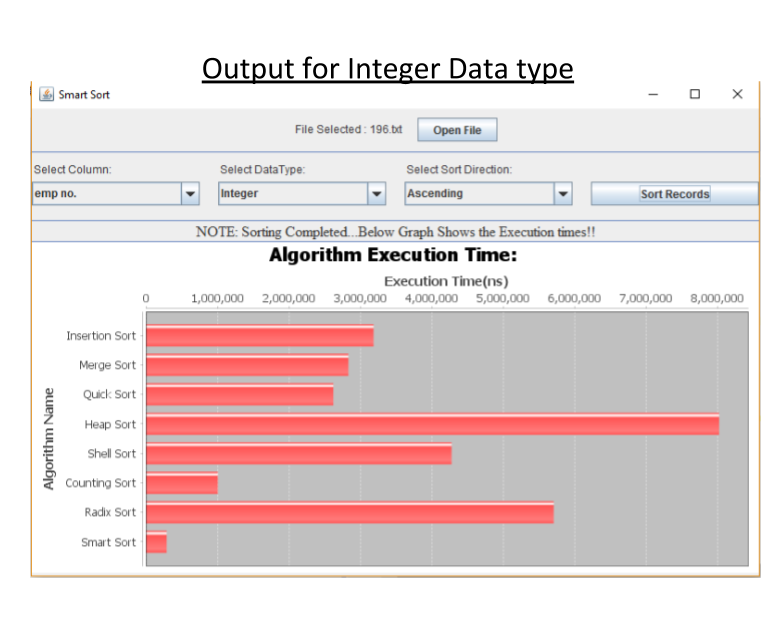 Output for Integer Data type
Smart Sort
File Selected : 196.txt Open File
Select Column: Select DataType: Select Sort Direction:
emp no. Integer Ascending Sort Records
NOTE: Sorting Completed...Below Graph Shows the Execution times!!
Algorithm Execution Time:
Execution Time(ns)
0 1,000,000 2,000,000 3,000,000 4,000,000 5,000,000 6,000,000 7,000,000 8,000,000
Algorithm Name
Insertion Sort
Merge Sort
Quick Sort
Heap Sort
Shell Sort
Counting Sort
Radix Sort
Smart Sort